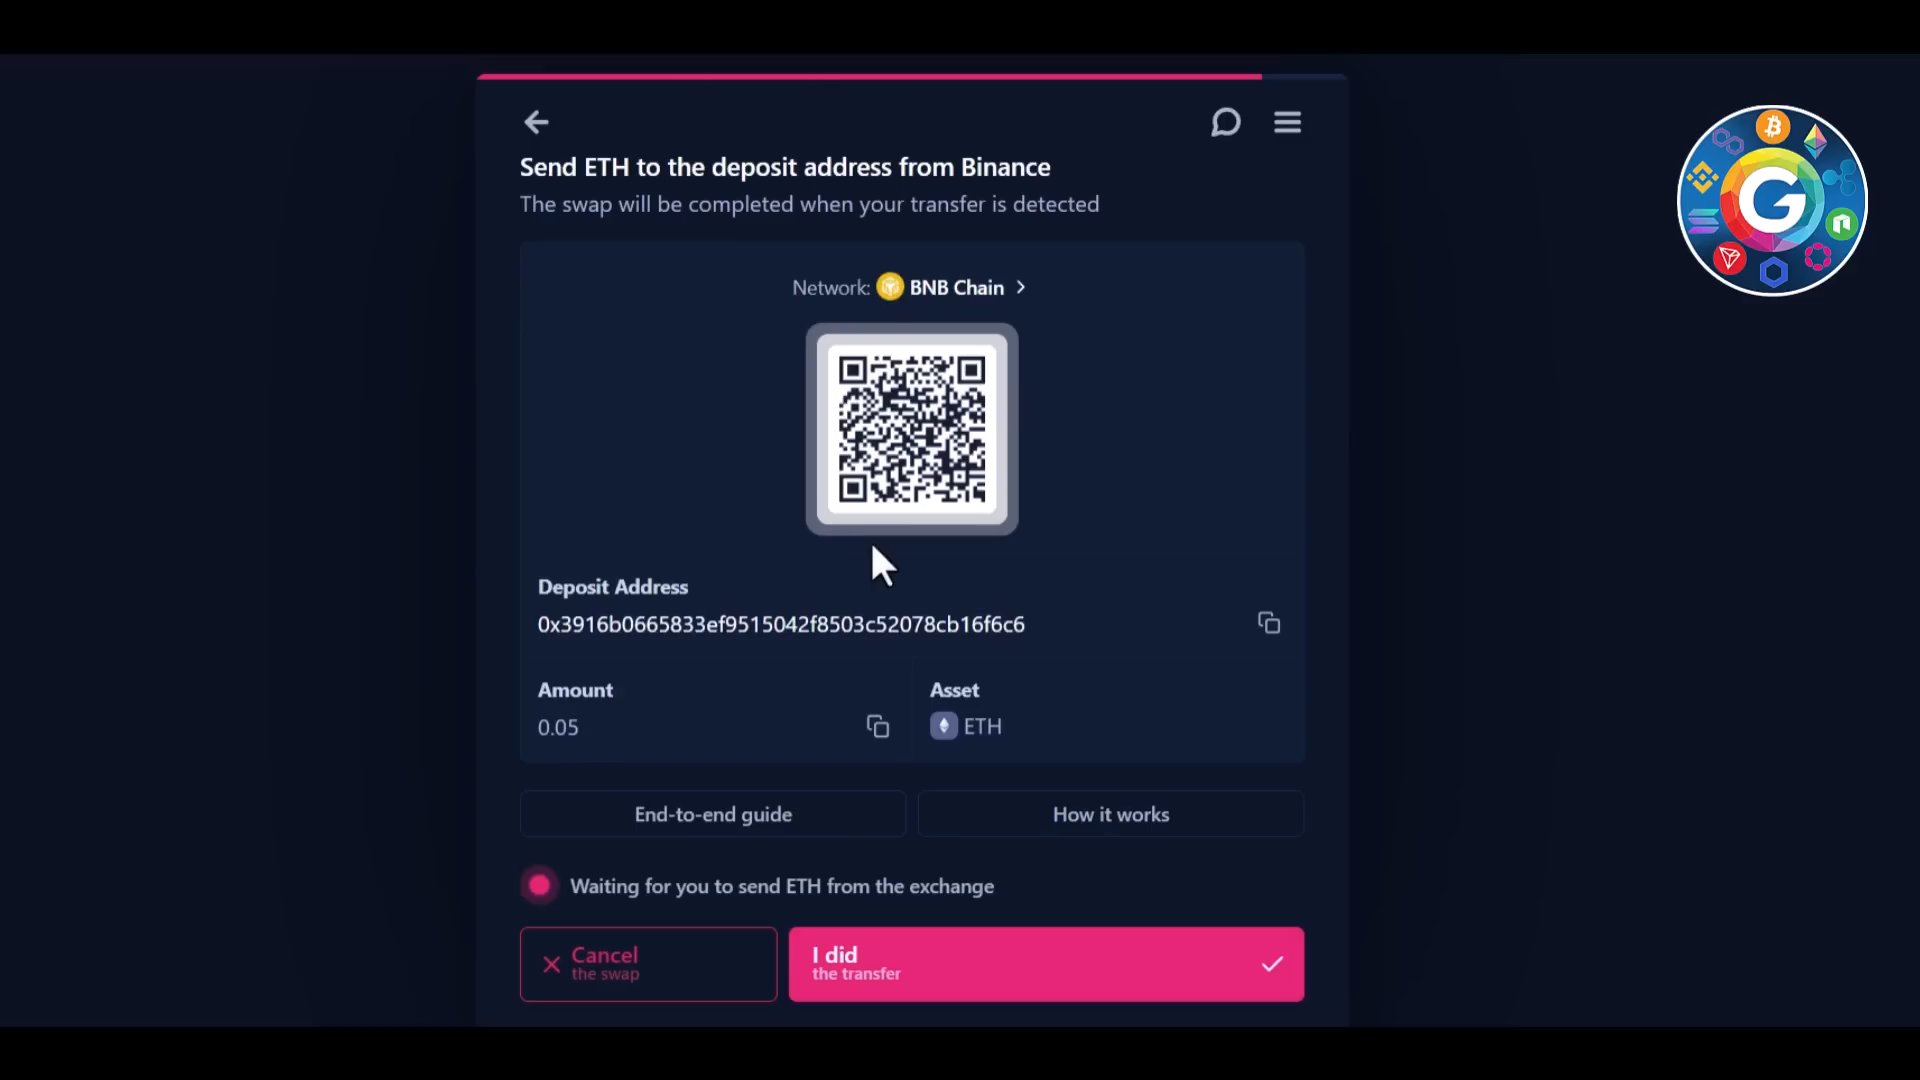 Send ETH to the deposit address from Binance
The swap will be completed when your transfer is detected
Network: BNB Chain
Deposit Address
0x3916b0665833ef9515042f8503c52078cb16f6c6
Amount
Asset
0.05
ETH
End-to-end guide
How it works
Waiting for you to send ETH from the exchange
Cancel
the swap
I did
the transfer
G